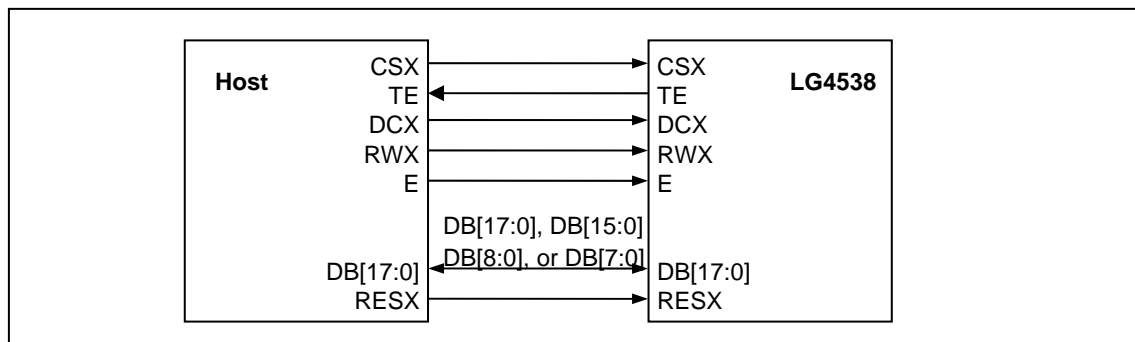 Host
CSX
TE
DCX
RWX
E
DB[17:0]
RESX
DB[17:0], DB[15:0]
DB[8:0], or DB[7:0]
LG4538
CSX
TE
DCX
RWX
E
DB[17:0]
RESX